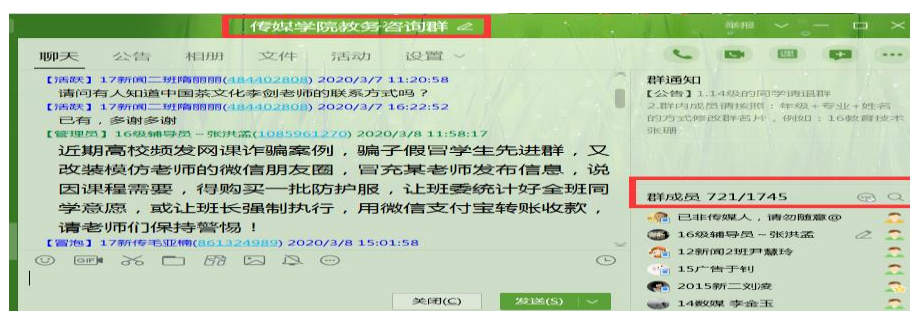 传媒学院教务咨询群
举报
聊天 公告 相册 文件 活动 设置
【活跃】17新闻二班隋丽丽(484402808) 2020/3/7 11:20:58
请问有人知道中国茶文化李剑老师的联系方式吗？
【活跃】17新闻二班隋丽丽(484402808) 2020/3/7 16:22:52
已有，多谢多谢
【管理员】16级辅导员－张洪孟(1085961270) 2020/3/8 11:58:17
近期高校频发网课诈骗案例，骗子假冒学生先进群，又
改装模仿老师的微信朋友圈，冒充某老师发布信息，说
因课程需要，得购买一批防护服，让班委统计好全班同
学意愿，或让班长强制执行，用微信支付宝转账收款，
请老师们保持警惕！
【冒泡】17新传毛亚楠(861324989) 2020/3/8 15:01:58
GIF
关闭(C) 发送(S)
课
群通知
【公告】1.14级的同学请退群
2.群内成员请按照：年级+专业+姓名
的方式修改群名片，例如：16教育技术
张珊
群成员 721/1745
已非传媒人，请勿随意@
16级辅导员－张洪孟
12新闻2班尹慧玲
15广告于钊
2015新二刘凌
14数媒 李金玉